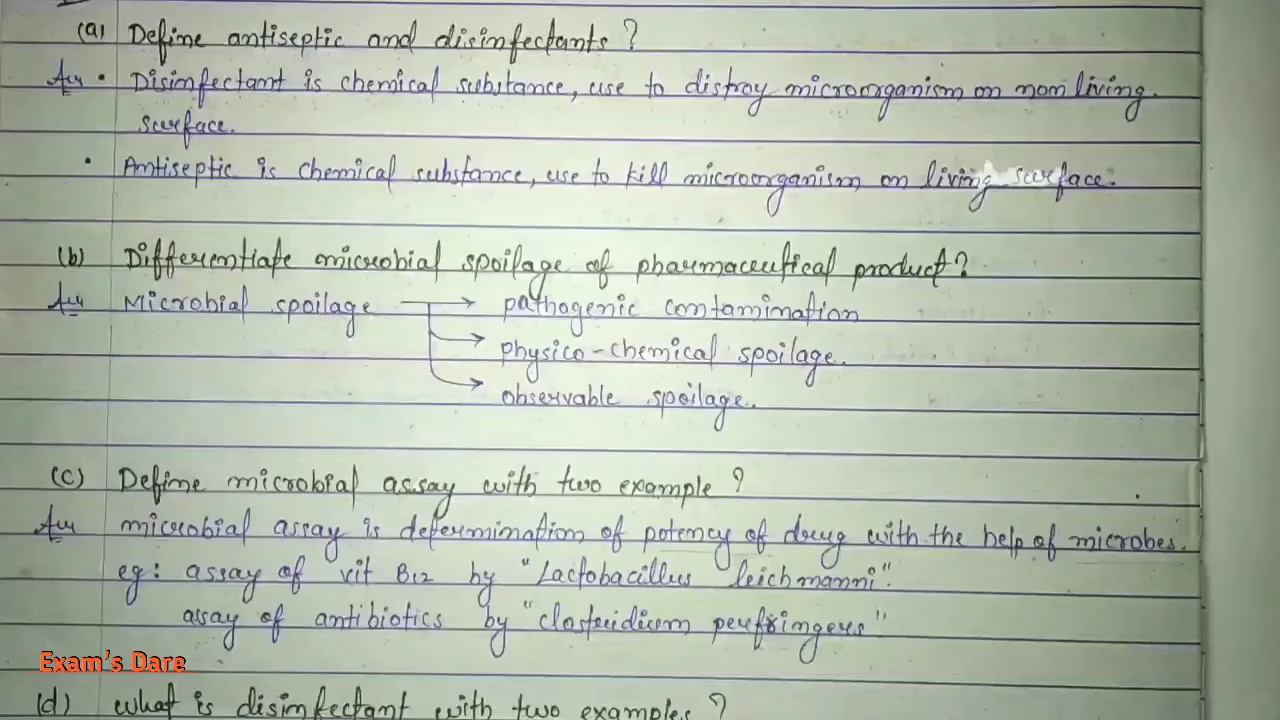 (a) Define antiseptic and disinfectants ?
Ans • Disinfectant is chemical substance, use to distroy microorganism on non living
surface.
• Antiseptic is chemical substance, use to kill microorganism on living surface.
(b) Differentiate microbial spoilage of pharmaceutical product ?
Ans Microbial spoilage → pathogenic contamination
→ physico-chemical spoilage.
→ observable spoilage.
(c) Define microbial assay with two example ?
Ans microbial assay is determination of potency of drug with the help of microbes.
eg: assay of vit B12 by "Lactobacillus leichmanni".
assay of antibiotics by "clostridium perfringens"
Exam's Dare
(d) what is disinfectant with two examples ?